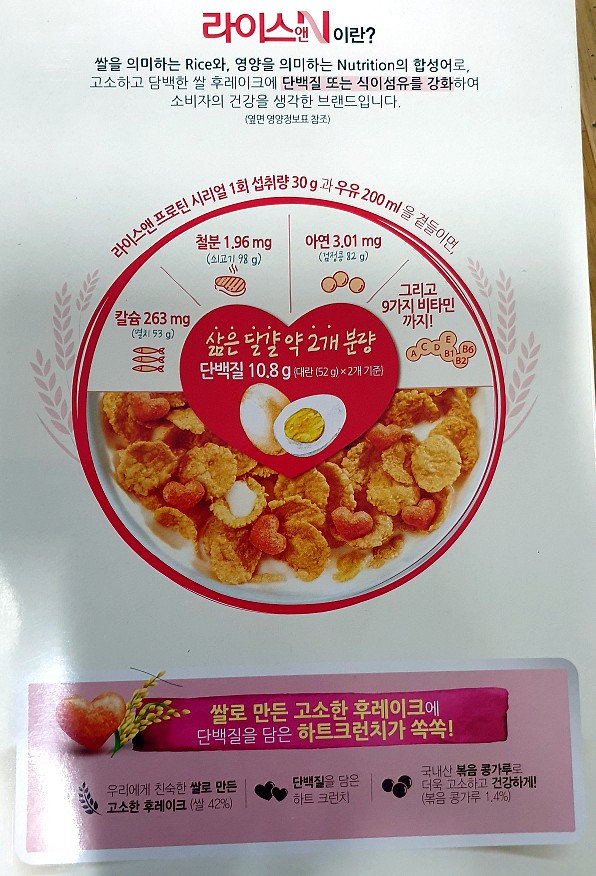 라이스앤N이란?
쌀을 의미하는 Rice와, 영양을 의미하는 Nutrition의 합성어로,
고소하고 담백한 쌀 후레이크에 단백질 또는 식이섬유를 강화하여
소비자의 건강을 생각한 브랜드입니다.
(옆면 영양정보표 참조)
라이스앤 프로틴 시리얼 1회 섭취량 30 g과 우유 200 ml을 곁들이면,
철분 1.96 mg
(쇠고기 98 g)
아연 3.01 mg
(검정콩 82 g)
칼슘 263 mg
(멸치 53 g)
그리고
9가지 비타민
까지!
A C D E B1 B2 B6
삶은 달걀 약 2개 분량
단백질 10.8 g (대란 (52 g) × 2개 기준)
쌀로 만든 고소한 후레이크에
단백질을 담은 하트크런치가 쏙쏙!
우리에게 친숙한 쌀로 만든
고소한 후레이크 (쌀 42%)
단백질을 담은
하트 크런치
국내산 볶음 콩가루로
더욱 고소하고 건강하게!
(볶음 콩가루 1.4%)